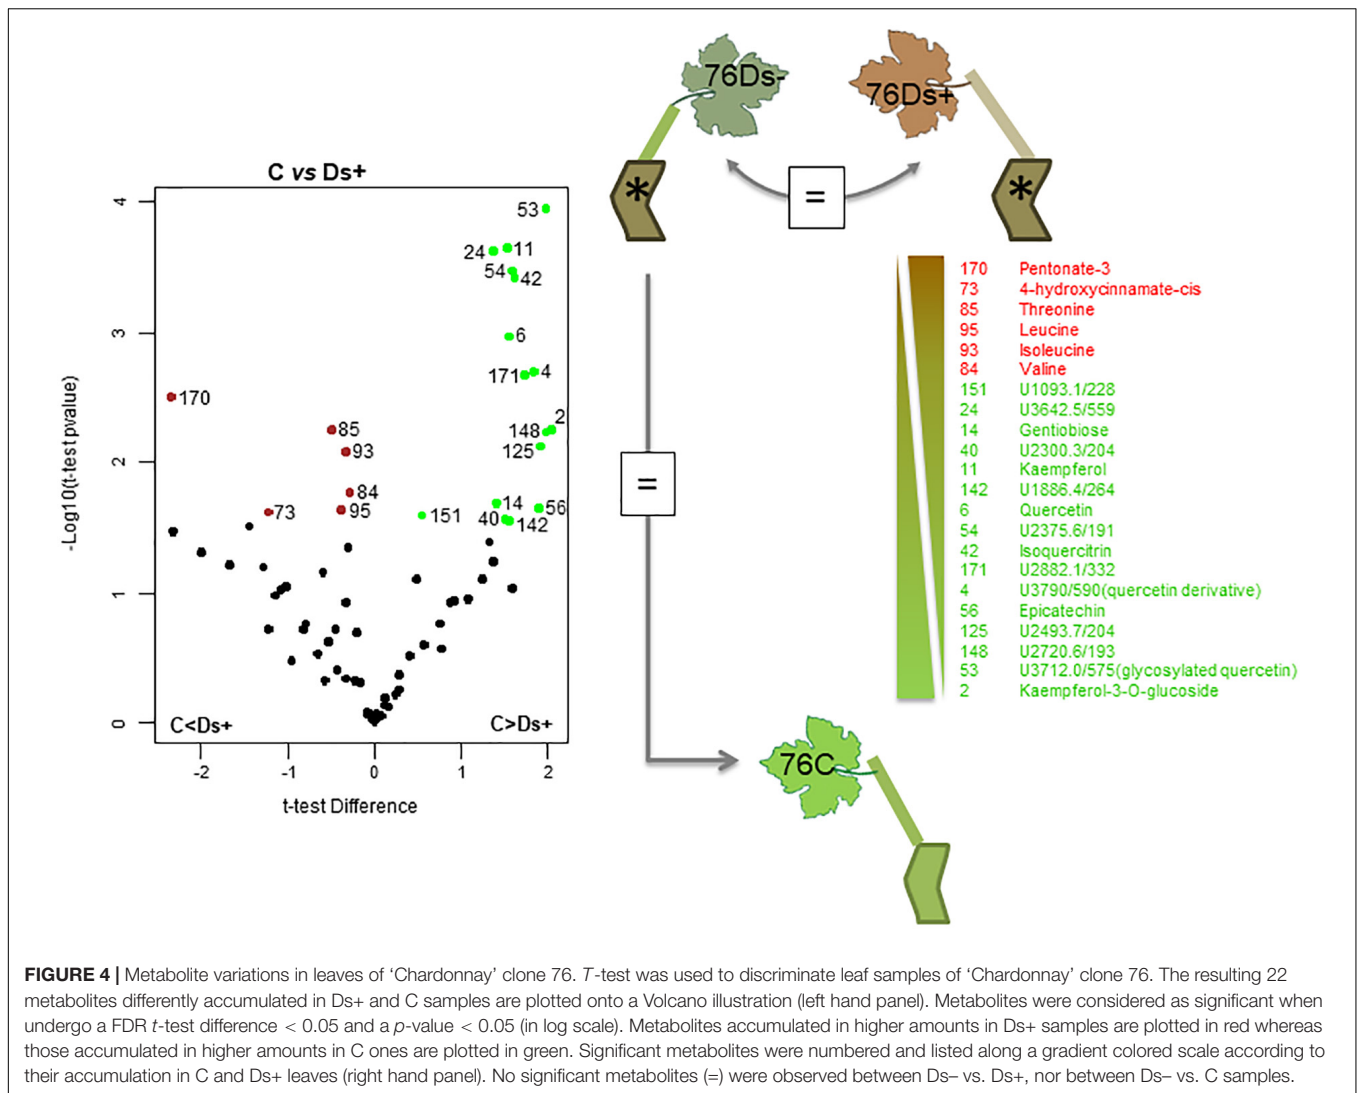 76Ds-
76Ds+
*
=
*
C vs Ds+
-Log10(t-test pvalue)
4
3
2
1
0
53
24
11
54
42
6
171
4
170
2
85
148
93
125
84
14
56
73
95
151
40
142
C<Ds+
C>Ds+
-2
-1
0
1
2
t-test Difference
=
170 Pentonate-3
73 4-hydroxycinnamate-cis
85 Threonine
95 Leucine
93 Isoleucine
84 Valine
151 U1093.1/228
24 U3642.5/559
14 Gentiobiose
40 U2300.3/204
11 Kaempferol
142 U1886.4/264
6 Quercetin
54 U2375.6/191
42 Isoquercitrin
171 U2882.1/332
4 U3790/590(quercetin derivative)
56 Epicatechin
125 U2493.7/204
148 U2720.6/193
53 U3712.0/575(glycosylated quercetin)
2 Kaempferol-3-O-glucoside
76C
FIGURE 4 | Metabolite variations in leaves of ‘Chardonnay’ clone 76. T-test was used to discriminate leaf samples of ‘Chardonnay’ clone 76. The resulting 22
metabolites differently accumulated in Ds+ and C samples are plotted onto a Volcano illustration (left hand panel). Metabolites were considered as significant when
undergo a FDR t-test difference < 0.05 and a p-value < 0.05 (in log scale). Metabolites accumulated in higher amounts in Ds+ samples are plotted in red whereas
those accumulated in higher amounts in C ones are plotted in green. Significant metabolites were numbered and listed along a gradient colored scale according to
their accumulation in C and Ds+ leaves (right hand panel). No significant metabolites (=) were observed between Ds– vs. Ds+, nor between Ds– vs. C samples.